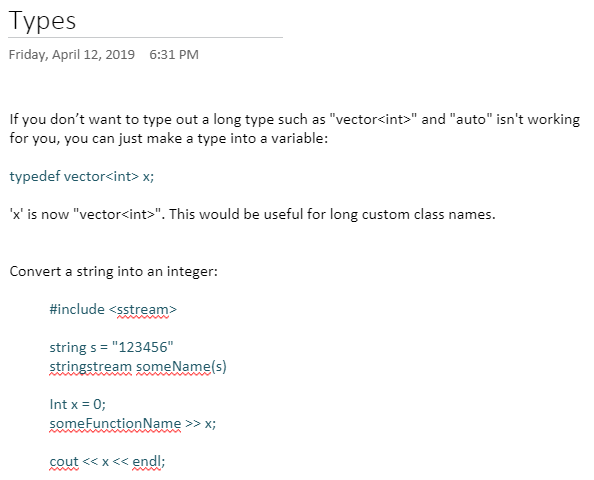 Types
Friday, April 12, 2019 6:31 PM
If you don’t want to type out a long type such as "vector<int>" and "auto" isn't working
for you, you can just make a type into a variable:
typedef vector<int> x;
'x' is now "vector<int>". This would be useful for long custom class names.
Convert a string into an integer:
#include <sstream>
string s = "123456"
stringstream someName(s)
Int x = 0;
someFunctionName >> x;
cout << x << endl;